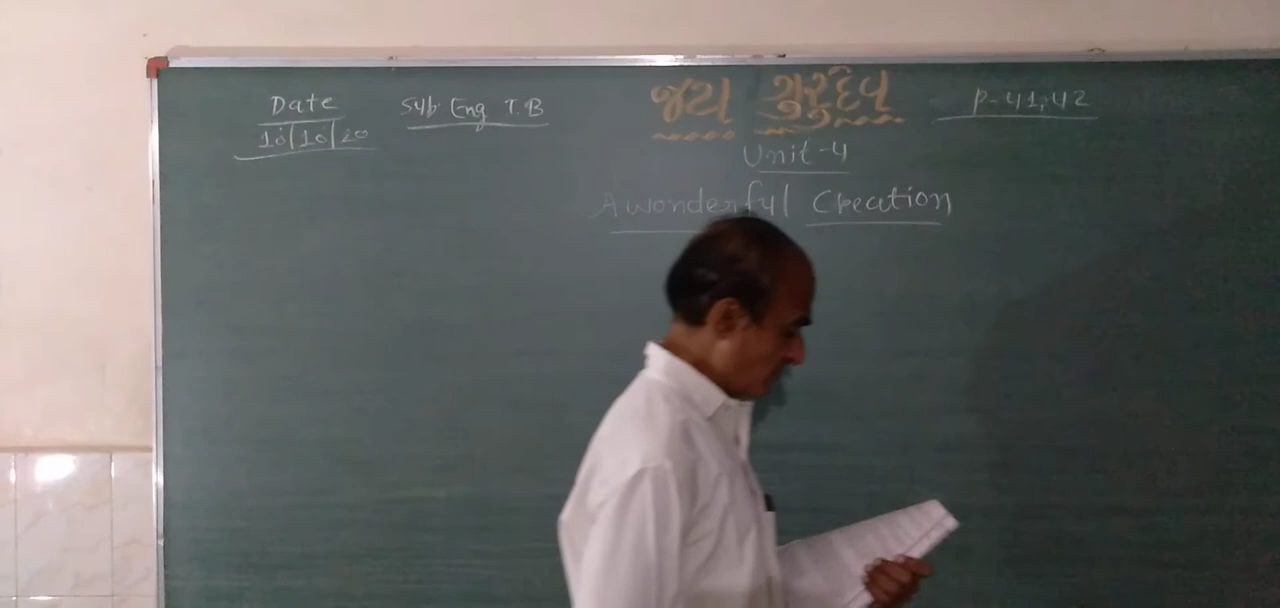 Date
10/10/20
Sub Eng T.B
જય ગુરુદેવ
P-41,42
Unit-4
A wonderful Creation